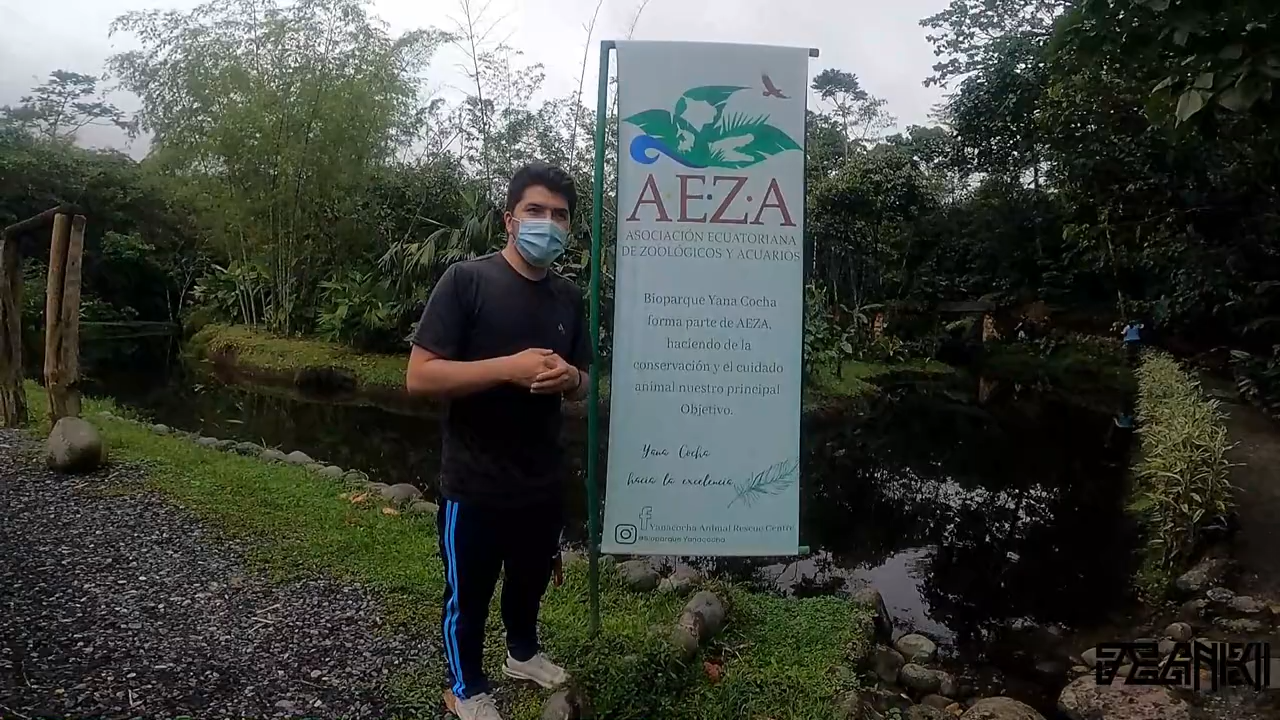 A·E·Z·A
ASOCIACIÓN ECUATORIANA
DE ZOOLÓGICOS Y ACUARIOS
Bioparque Yana Cocha
forma parte de AEZA,
haciendo de la
conservación y el cuidado
animal nuestro principal
Objetivo.
Yana Cocha
hacia la excelencia
Yanacocha Animal Rescue Centre
@Bioparque Yanacocha